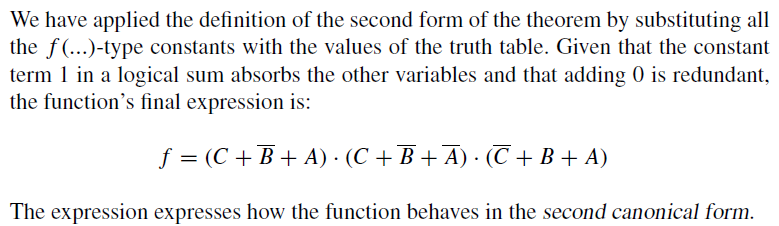 We have applied the definition of the second form of the theorem by substituting all
the f(...)-type constants with the values of the truth table. Given that the constant
term 1 in a logical sum absorbs the other variables and that adding 0 is redundant,
the function's final expression is:
f = (C + B̅ + A) · (C + B̅ + A̅) · (C̅ + B + A)
The expression expresses how the function behaves in the second canonical form.